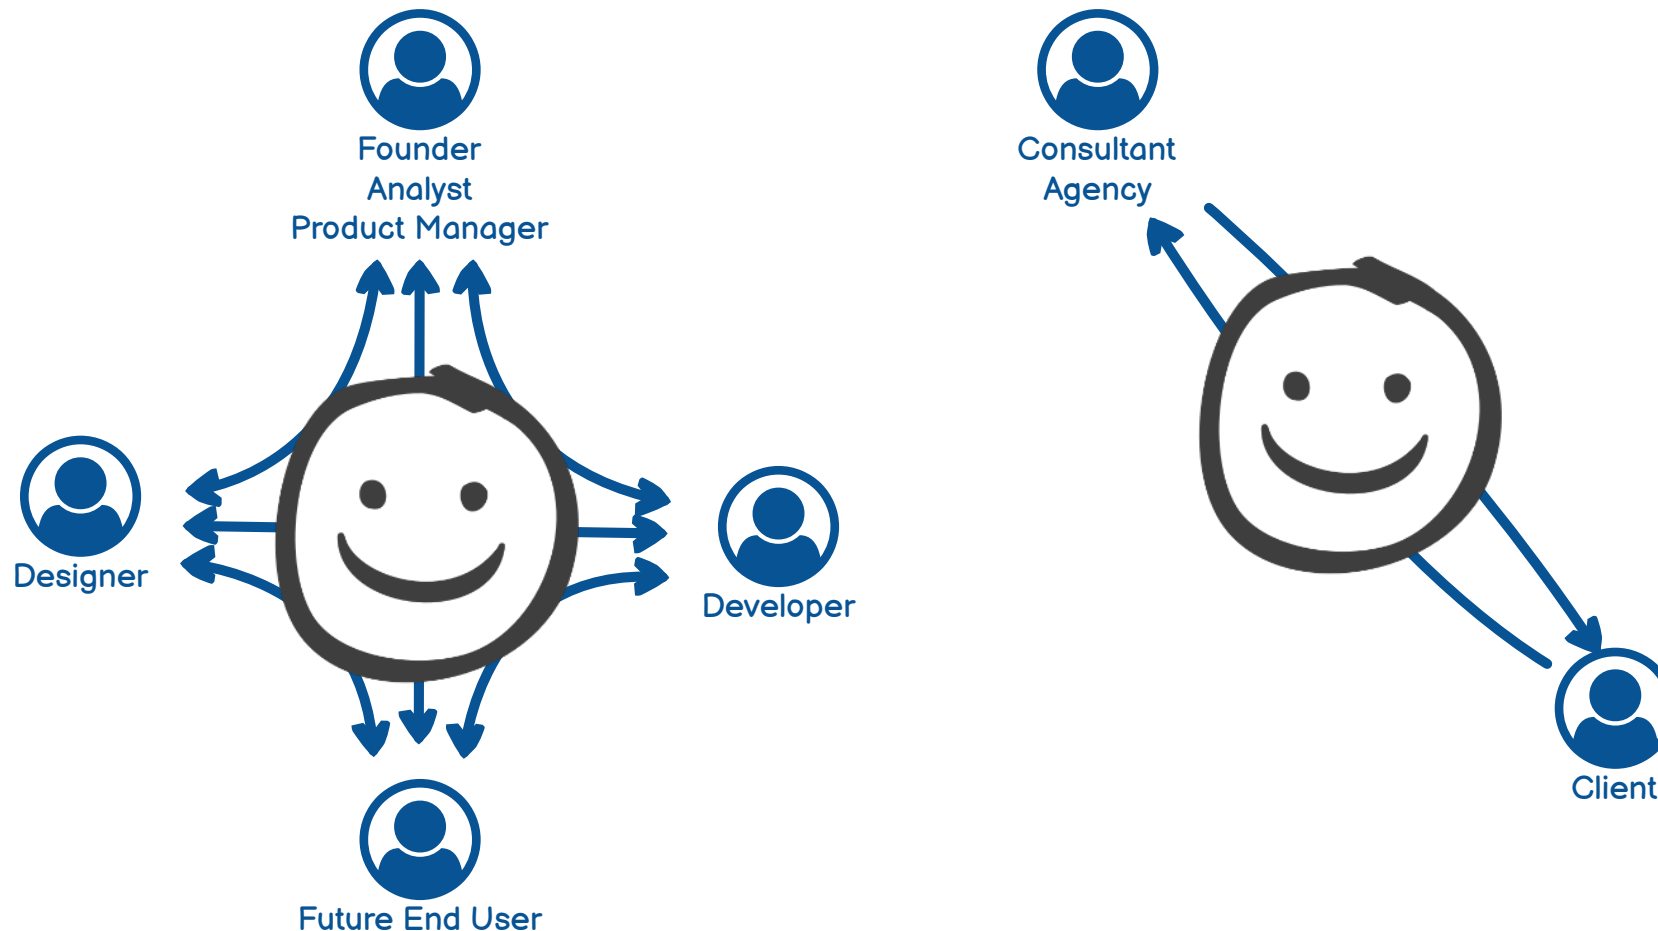 Founder
Analyst
Product Manager
Designer
Developer
Future End User
Consultant
Agency
Client